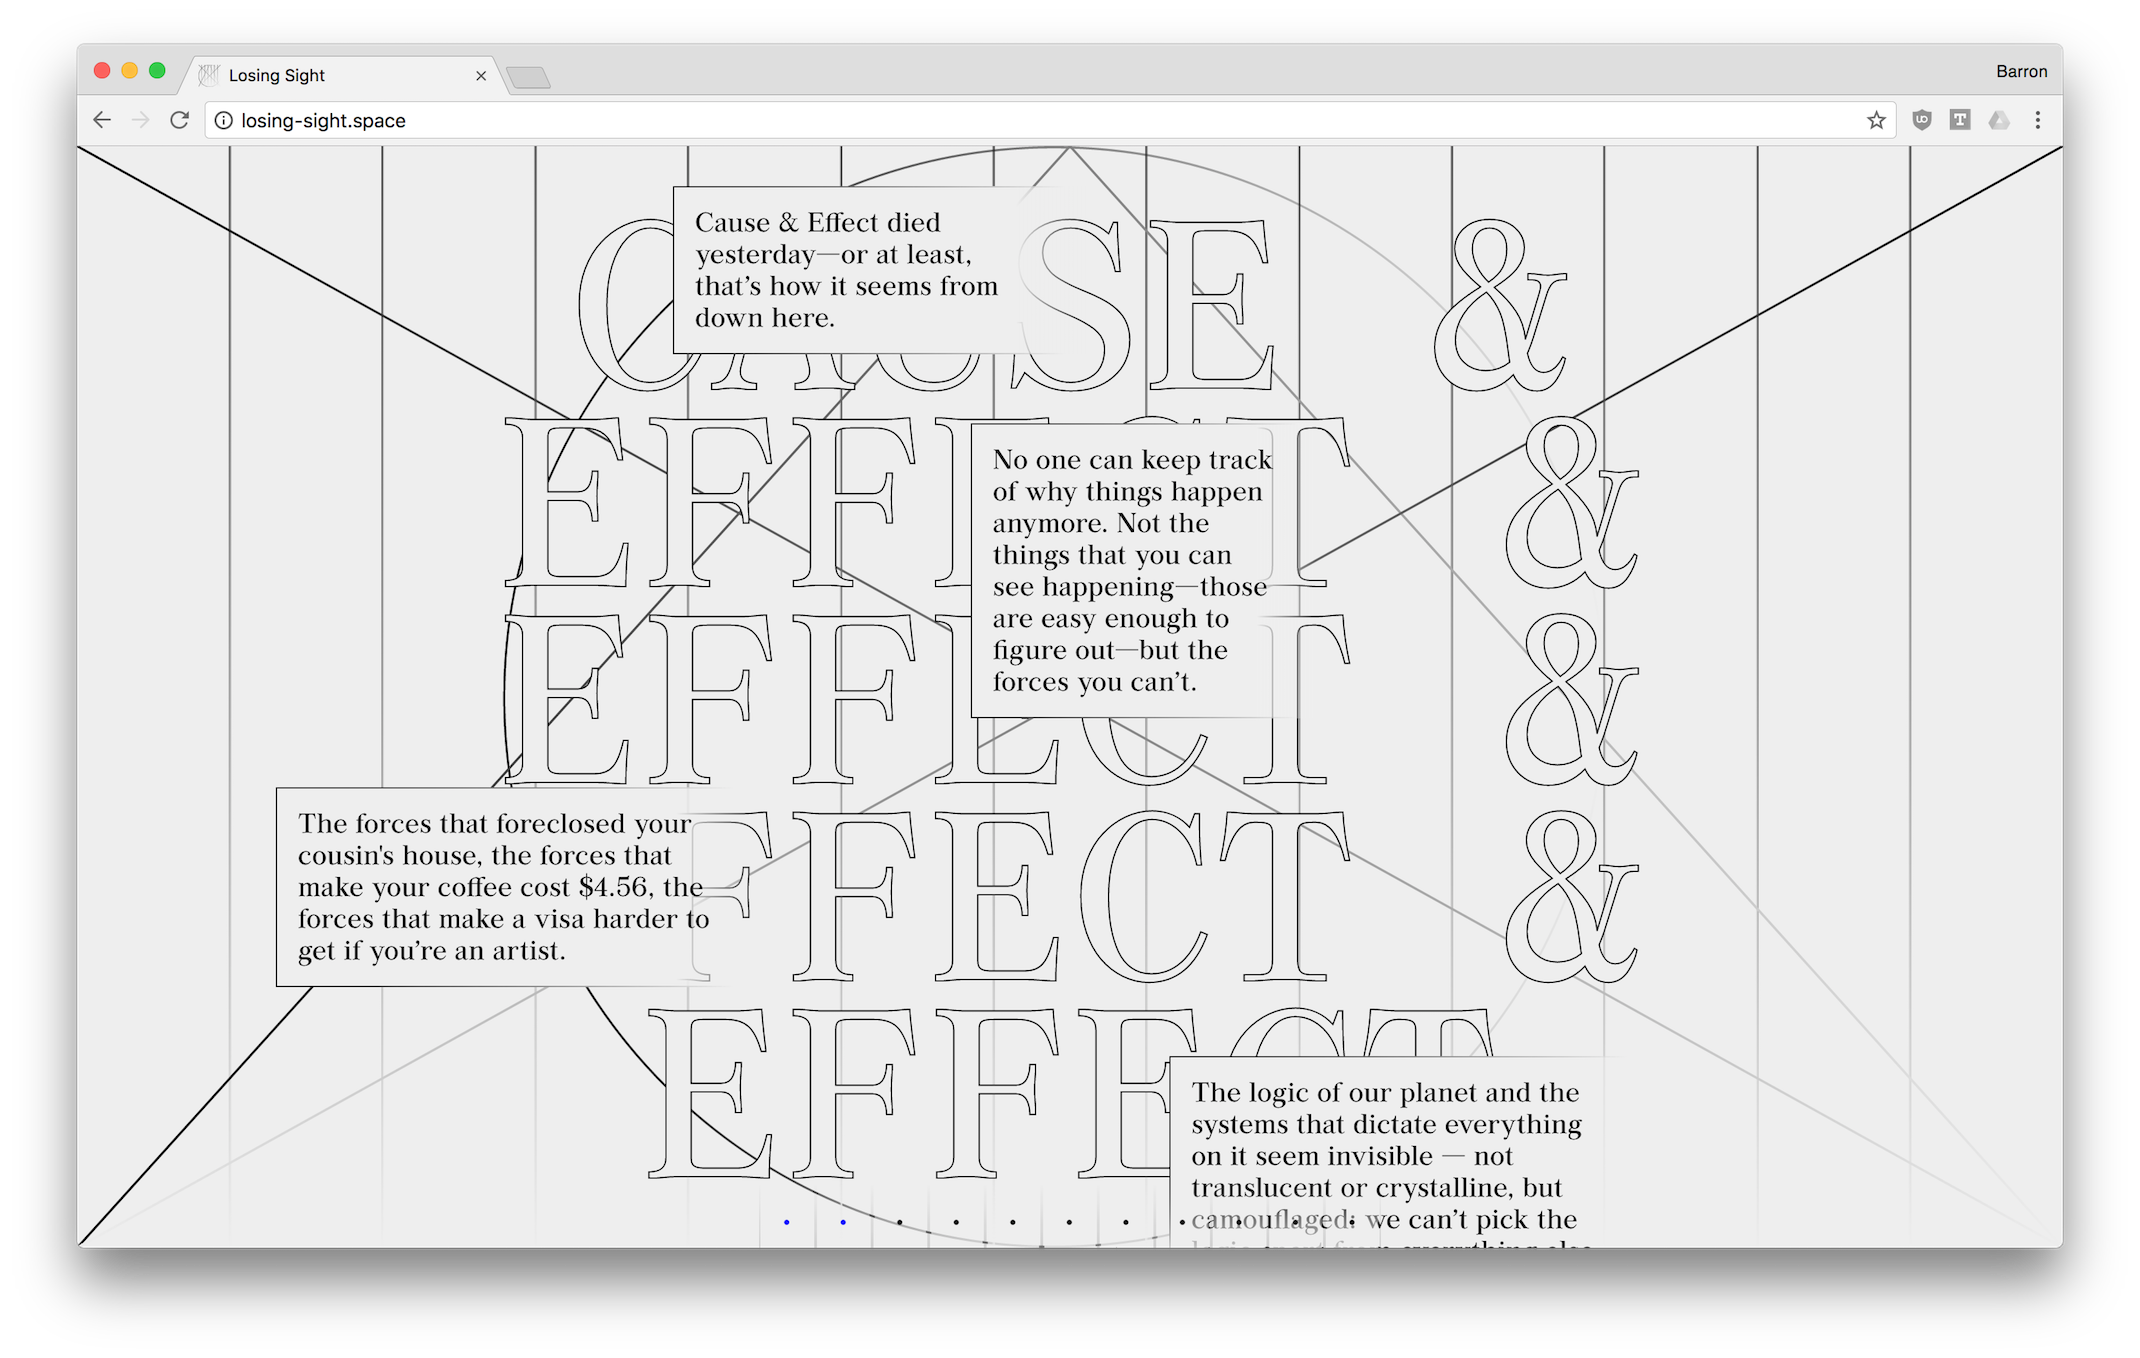 Losing Sight
Barron
losing-sight.space
CAUSE &
Cause & Effect died
yesterday—or at least,
that’s how it seems from
down here.
EFFECT &
No one can keep track
of why things happen
anymore. Not the
things that you can
see happening—those
are easy enough to
figure out—but the
forces you can’t.
EFFECT &
The forces that foreclosed your
cousin's house, the forces that
make your coffee cost $4.56, the
forces that make a visa harder to
get if you’re an artist.
EFFECT &
EFFECT
The logic of our planet and the
systems that dictate everything
on it seem invisible — not
translucent or crystalline, but
camouflaged: we can’t pick the
logic apart from everything else